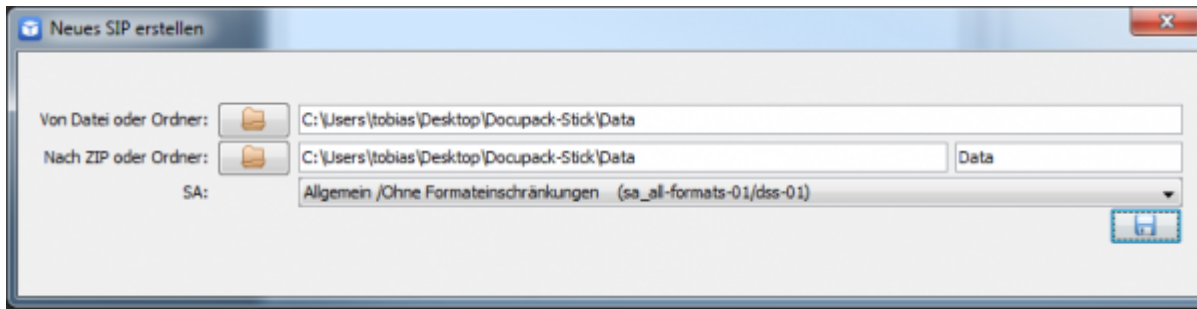 Neues SIP erstellen
Von Datei oder Ordner: C:\Users\tobias\Desktop\Docupack-Stick\Data
Nach ZIP oder Ordner: C:\Users\tobias\Desktop\Docupack-Stick\Data Data
SA: Allgemein /Ohne Formateinschränkungen (sa_all-formats-01/dss-01)